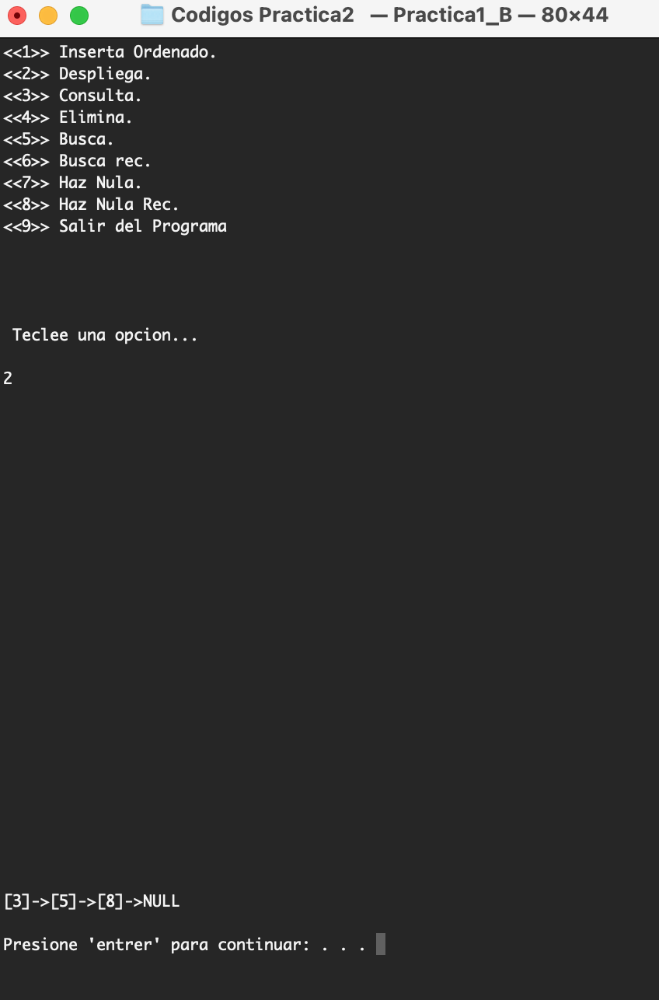 Codigos Practica2 — Practica1_B — 80×44
<<1>> Inserta Ordenado.
<<2>> Despliega.
<<3>> Consulta.
<<4>> Elimina.
<<5>> Busca.
<<6>> Busca rec.
<<7>> Haz Nula.
<<8>> Haz Nula Rec.
<<9>> Salir del Programa
Teclee una opcion...
2
[3]->[5]->[8]->NULL
Presione 'entrer' para continuar: . . .